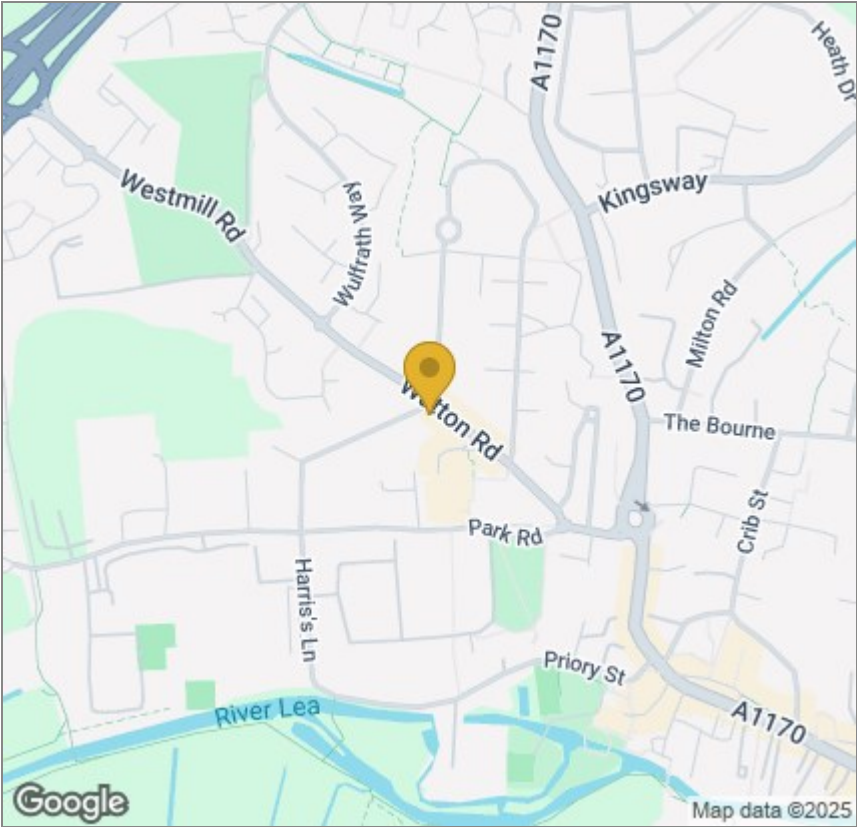 A1170
Heath Dr
Westmill Rd
Kingsway
Wulfrath Way
Milton Rd
A1170
Rd
The Bourne
Crib St
Park Rd
Harris's Ln
Priory St
River Lea
A1170
Google
Map data ©2025